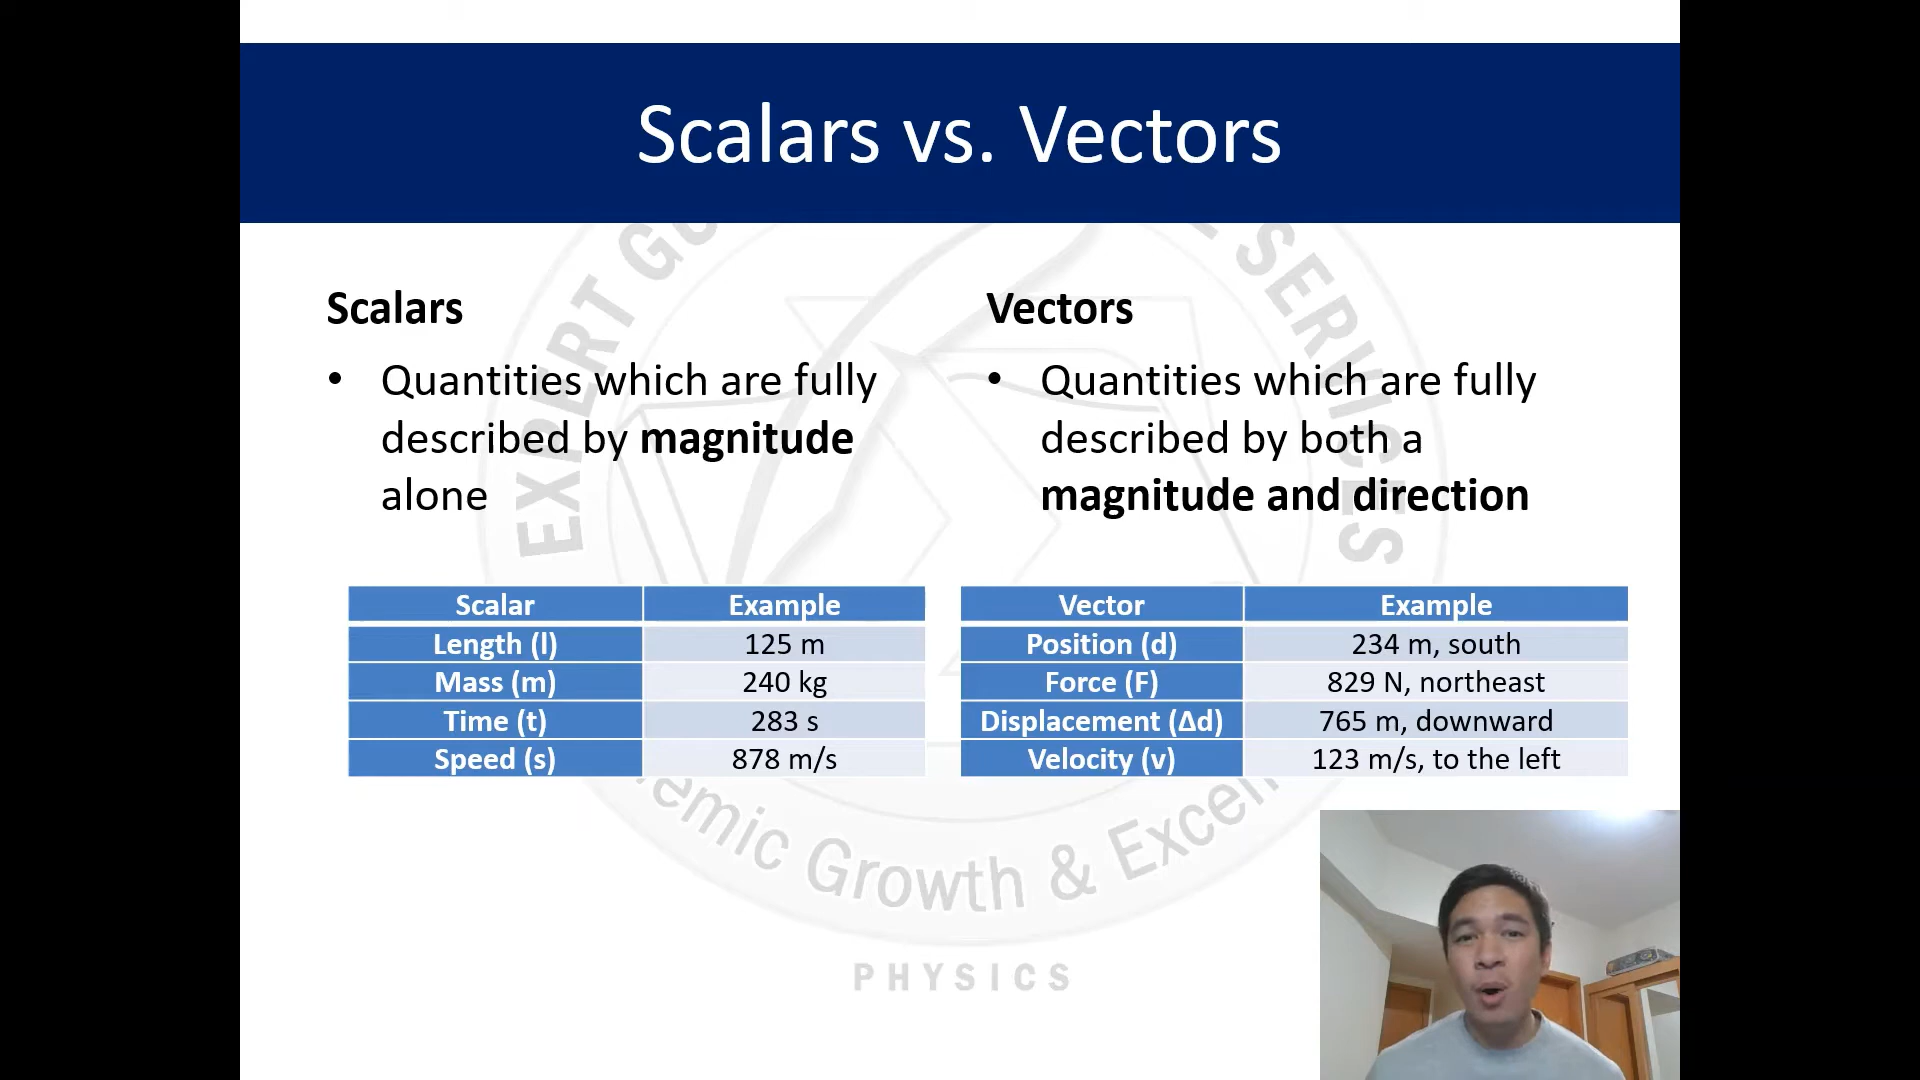 Scalars vs. Vectors
Scalars
• Quantities which are fully
described by magnitude
alone
Vectors
• Quantities which are fully
described by both a
magnitude and direction
Scalar Example
Length (l) 125 m
Mass (m) 240 kg
Time (t) 283 s
Speed (s) 878 m/s
Vector Example
Position (d) 234 m, south
Force (F) 829 N, northeast
Displacement (Δd) 765 m, downward
Velocity (v) 123 m/s, to the left
EXPERT
SERVICES
Growth &
PHYSICS